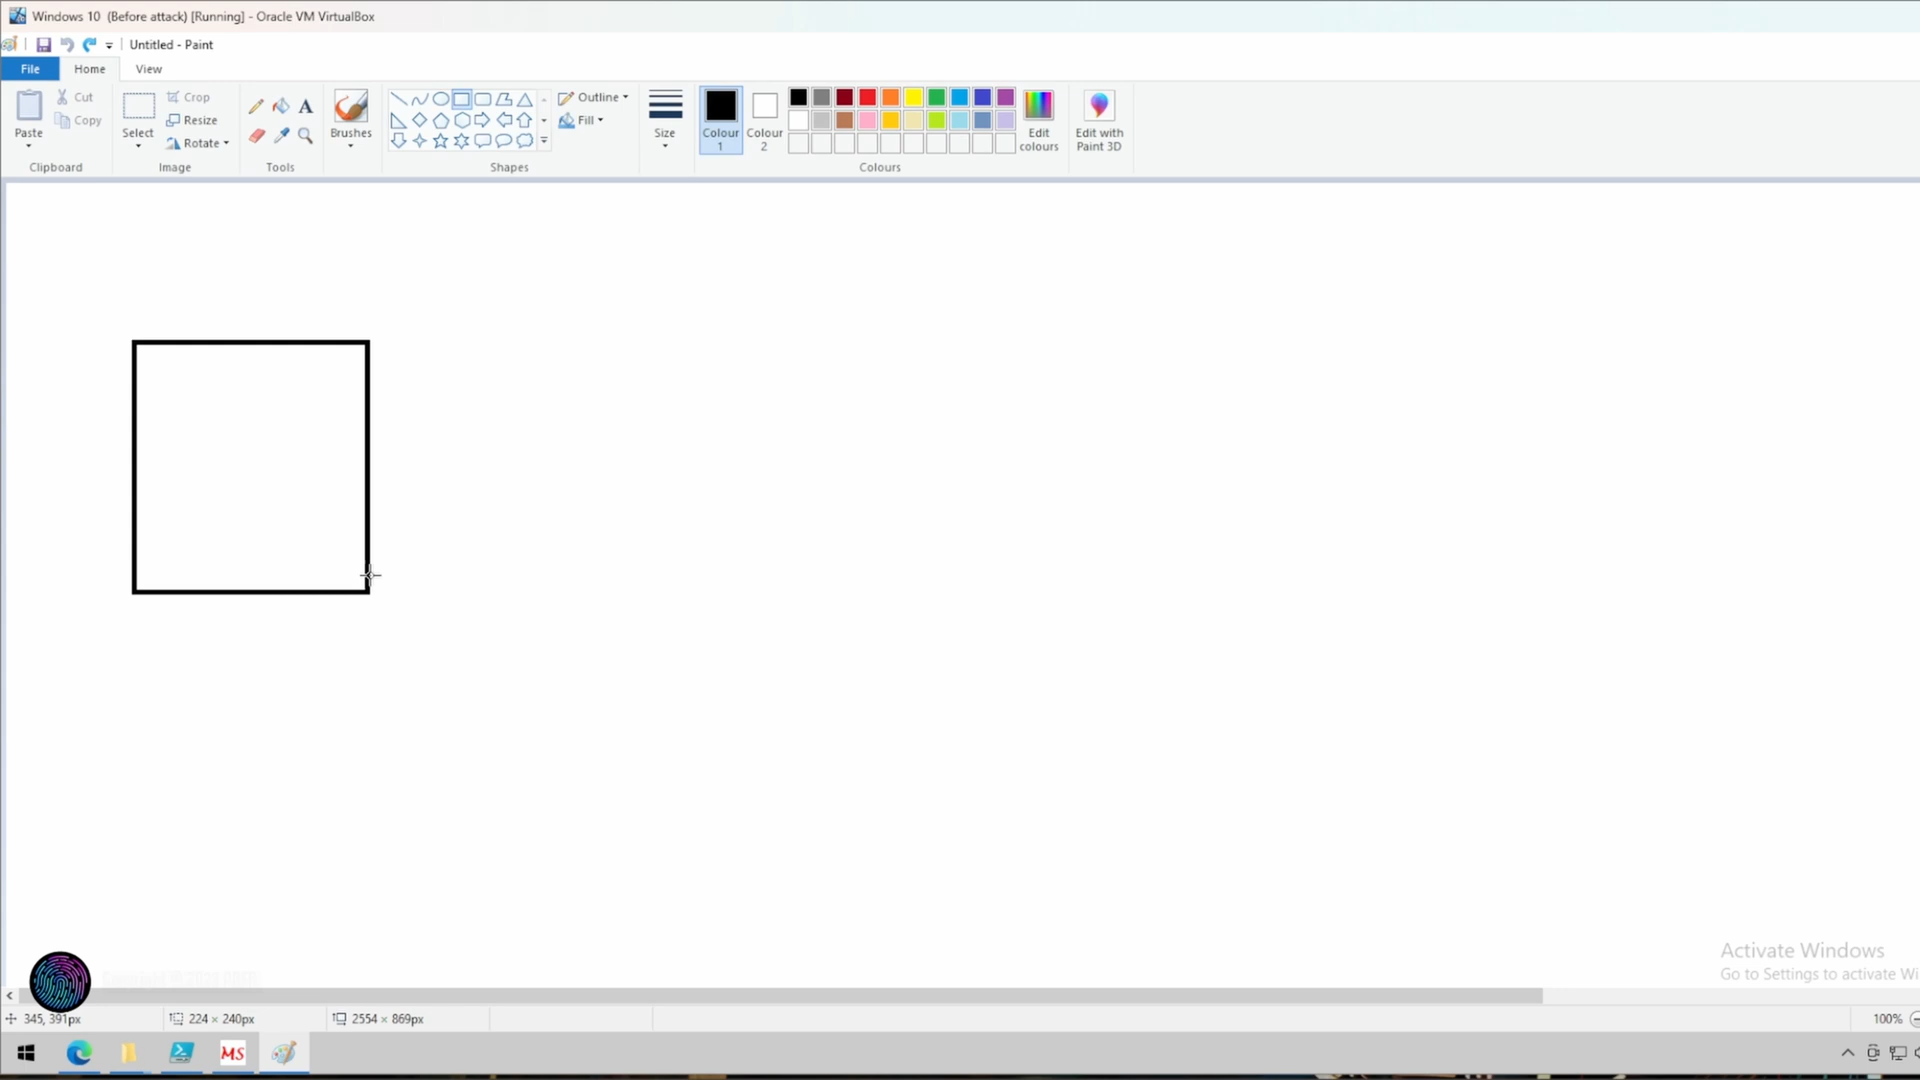 Windows 10 (Before attack) [Running] - Oracle VM VirtualBox
Untitled - Paint
File Home View
Paste
Cut
Copy
Clipboard
Select
Crop
Resize
Rotate
Image
A
Tools
Brushes
Shapes
Outline
Fill
Size
Colour 1
Colour 2
Edit colours
Colours
Edit with Paint 3D
Activate Windows
Go to Settings to activate Wi
345, 391px
224 × 240px
2554 × 869px
100%
MS